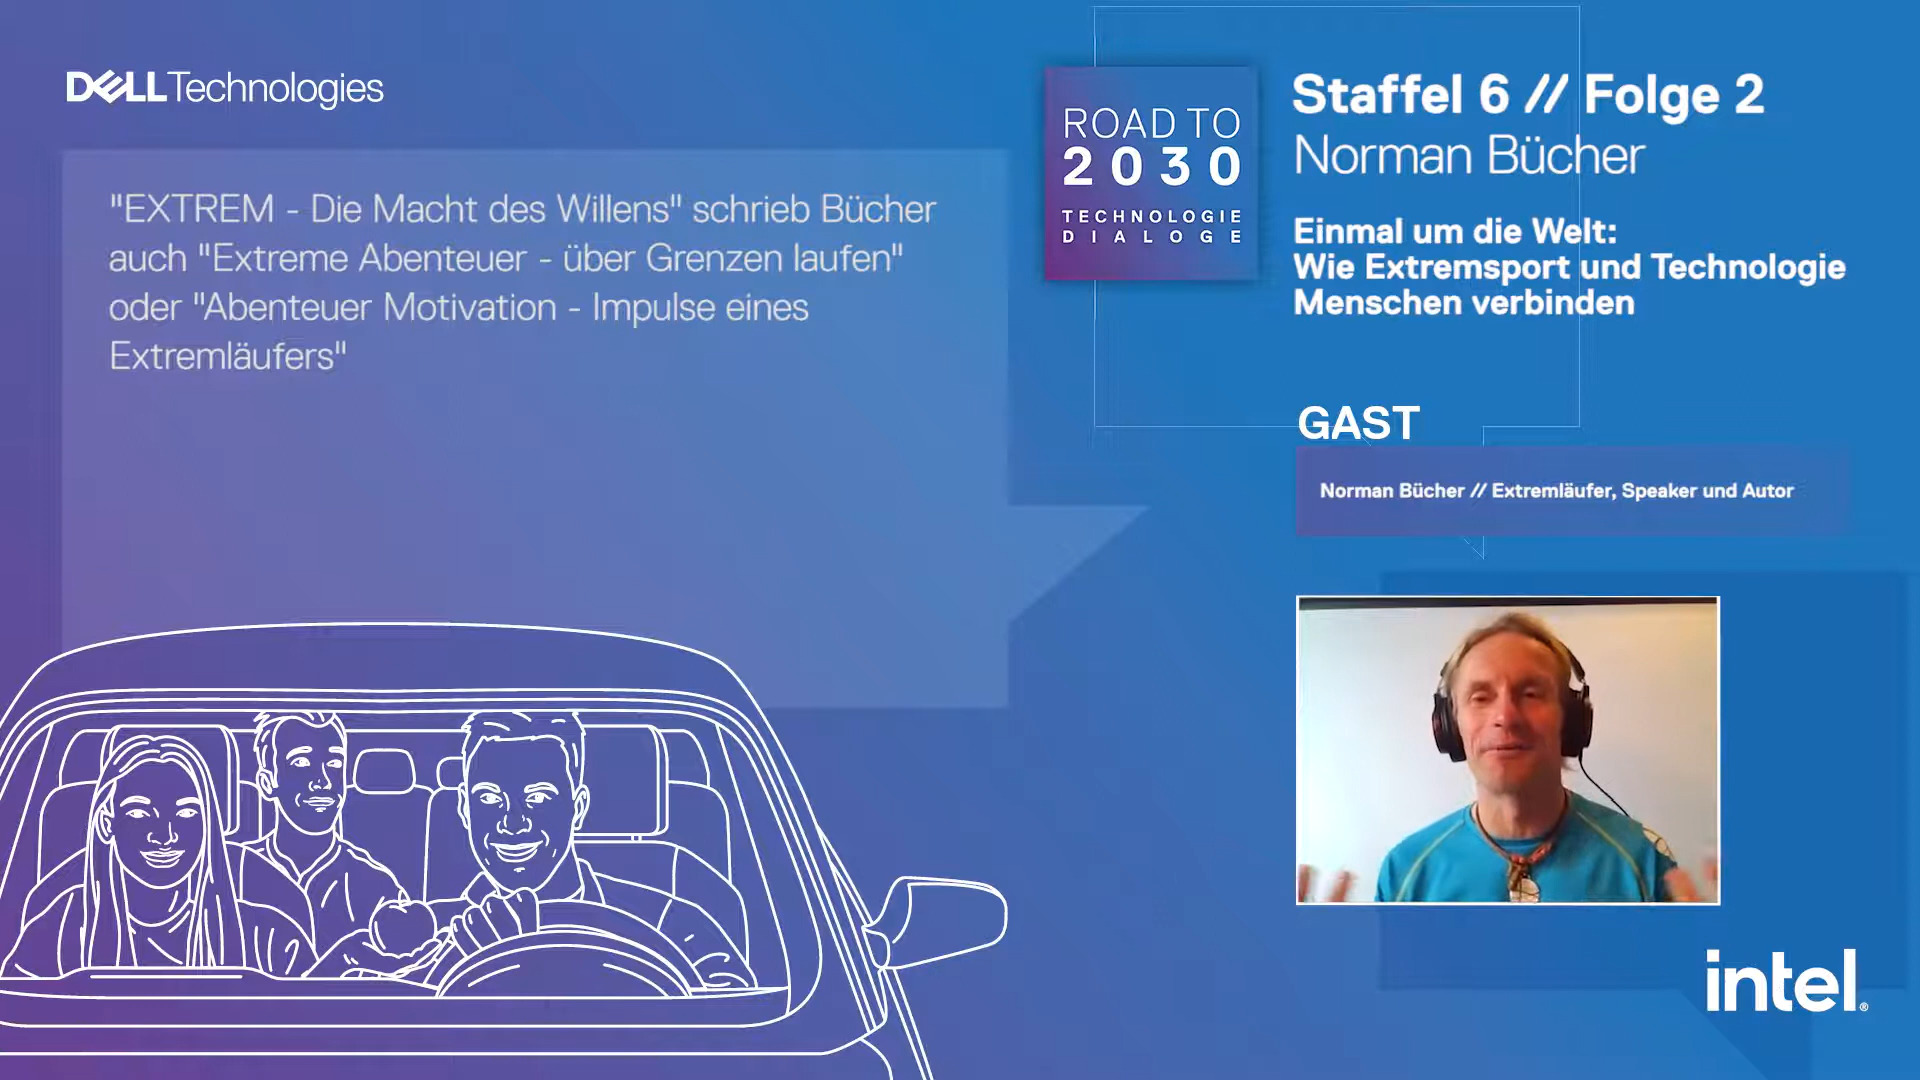 DELL Technologies
"EXTREM - Die Macht des Willens" schrieb Bücher
auch "Extreme Abenteuer - über Grenzen laufen"
oder "Abenteuer Motivation - Impulse eines
Extremläufers"
ROAD TO
2030
TECHNOLOGIE
DIALOGE
Staffel 6 // Folge 2
Norman Bücher
Einmal um die Welt:
Wie Extremsport und Technologie
Menschen verbinden
GAST
Norman Bücher // Extremläufer, Speaker und Autor
intel®